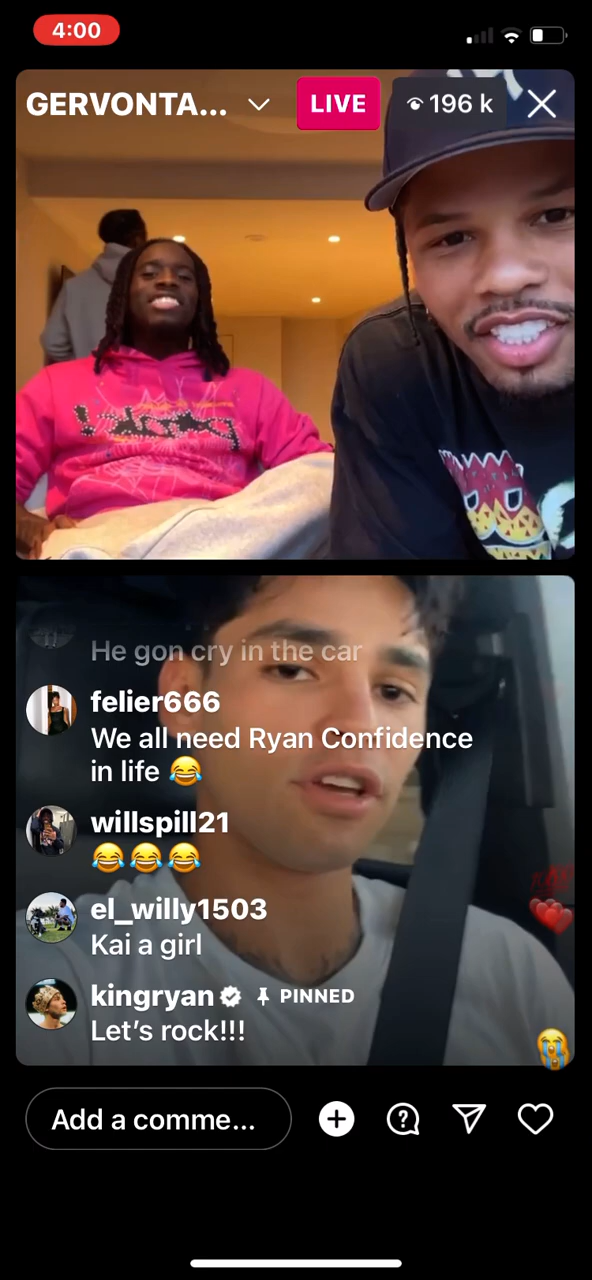 4:00
GERVONTA...
LIVE
196 k
He gon cry in the car
felier666
We all need Ryan Confidence
in life 😂
willspill21
😂😂😂
el_willy1503
Kai a girl
kingryan PINNED
Let’s rock!!!
Add a comme...